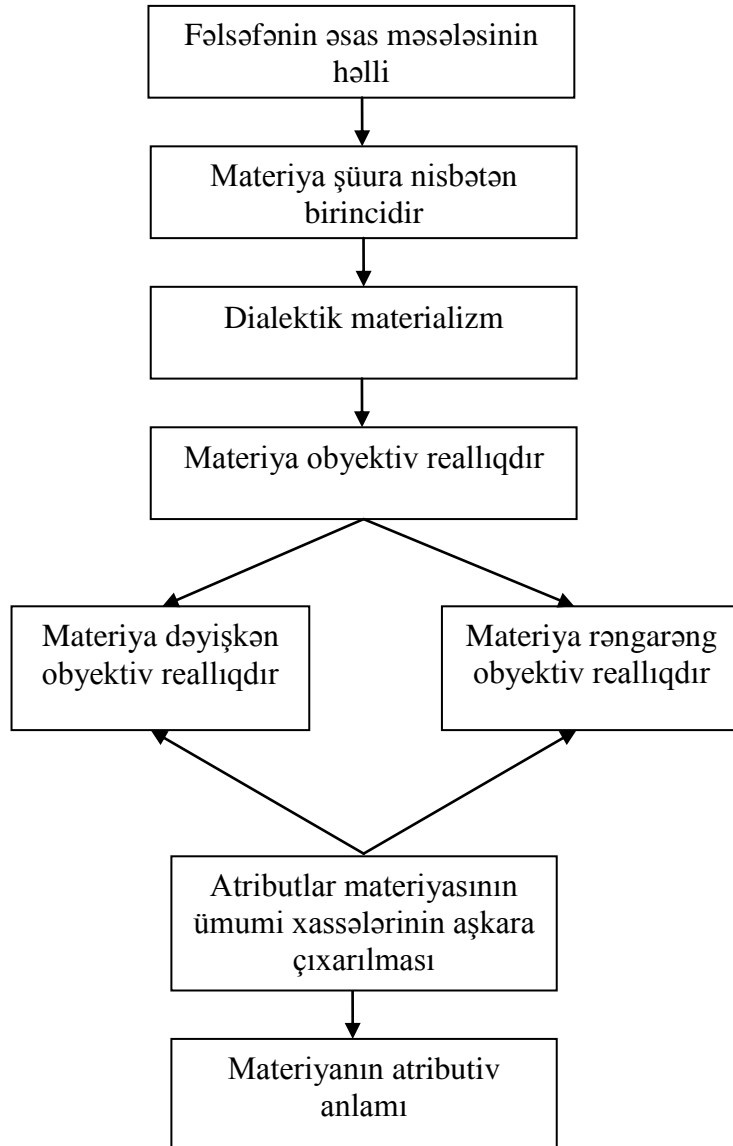 Fəlsəfənin əsas məsələsinin
həlli
Materiya şüura nisbətən
birincidir
Dialektik materializm
Materiya obyektiv reallıqdır
Materiya dəyişkən
obyektiv reallıqdır
Materiya rəngarəng
obyektiv reallıqdır
Atributlar materiyasının
ümumi xassələrinin aşkara
çıxarılması
Materiyanın atributiv
anlamı